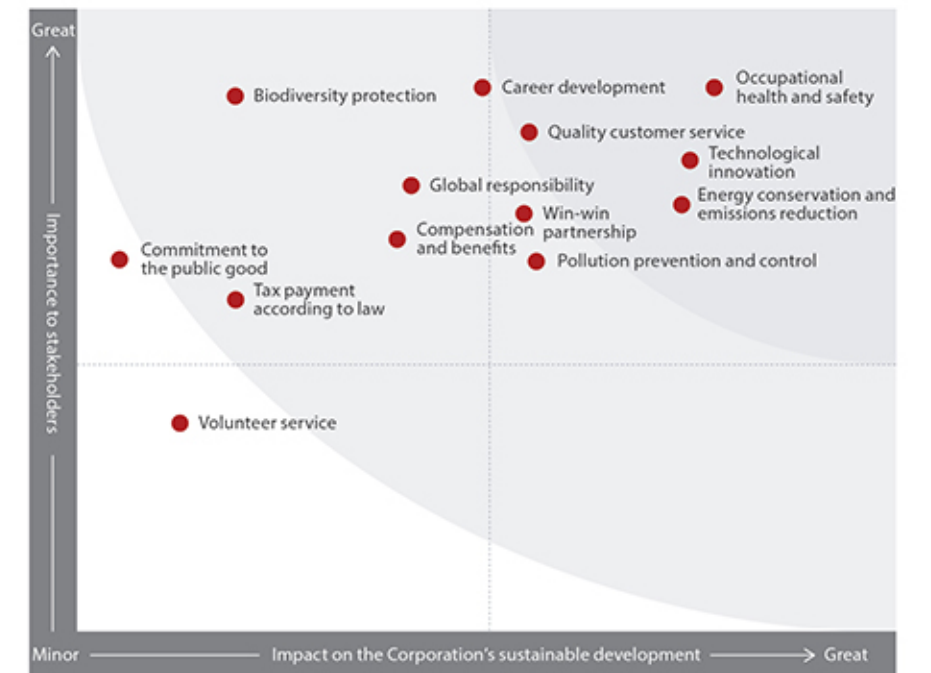 Great
Importance to stakeholders
Biodiversity protection
Career development
Occupational
health and safety
Quality customer service
Technological
innovation
Global responsibility
Energy conservation and
emissions reduction
Win-win
partnership
Compensation
and benefits
Commitment to
the public good
Pollution prevention and control
Tax payment
according to law
Volunteer service
Minor
Impact on the Corporation's sustainable development
Great